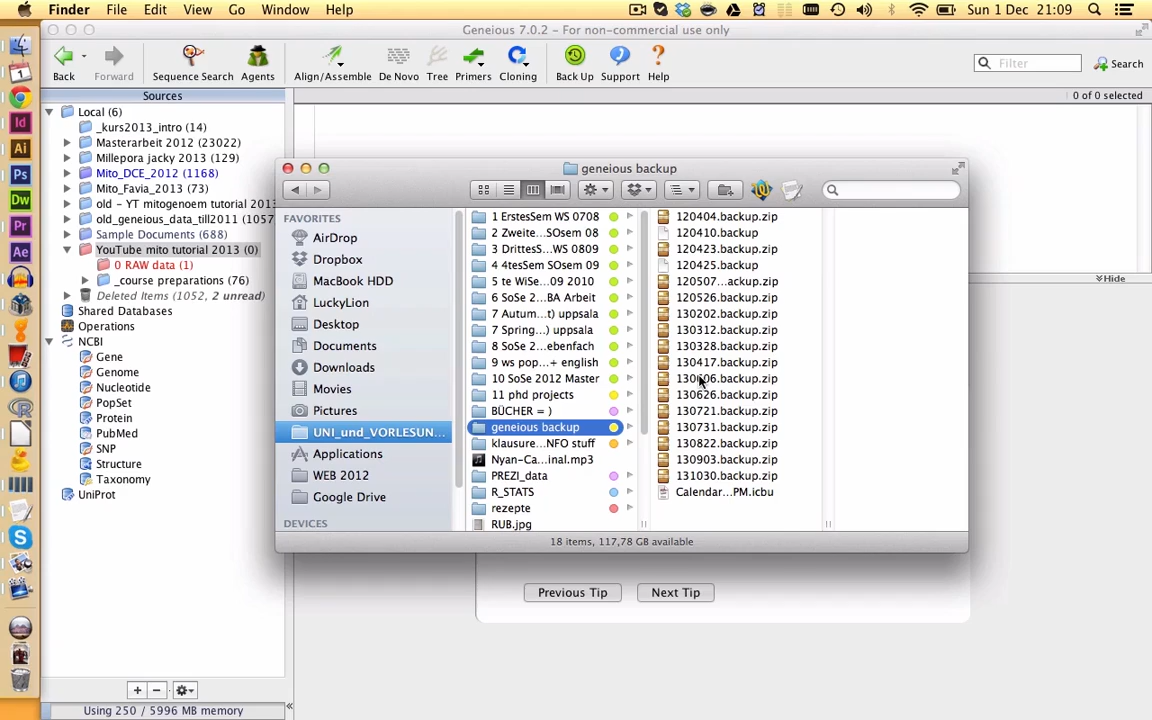 Finder File Edit View Go Window Help
Sun 1 Dec 21:09
Geneious 7.0.2 - For non-commercial use only
Back
Forward
Sequence Search
Agents
Align/Assemble
De Novo
Tree
Primers
Cloning
Back Up
Support
Help
Filter
Search
Sources
0 of 0 selected
Local (6)
_kurs2013_intro (14)
Masterarbeit 2012 (23022)
Millepora jacky 2013 (129)
Mito_DCE_2012 (1168)
Mito_Favia_2013 (73)
old - YT mitogenoem tutorial 2013
old_geneious_data_till2011 (1057
Sample Documents (688)
YouTube mito tutorial 2013 (0)
0 RAW data (1)
_course preparations (76)
Deleted Items (1052, 2 unread)
Shared Databases
Operations
NCBI
Gene
Genome
Nucleotide
PopSet
Protein
PubMed
SNP
Structure
Taxonomy
UniProt
Using 250 / 5996 MB memory
Hide
geneious backup
FAVORITES
AirDrop
Dropbox
MacBook HDD
LuckyLion
Desktop
Documents
Downloads
Movies
Pictures
UNI_und_VORLESUN...
Applications
WEB 2012
Google Drive
DEVICES
1 ErstesSem WS 0708
2 Zweite...SOsem 08
3 DrittesS...WS 0809
4 4tesSem SOsem 09
5 te WiSe...09 2010
6 SoSe 2...BA Arbeit
7 Autum...t) uppsala
7 Spring...) uppsala
8 SoSe 2...ebenfach
9 ws pop...+ english
10 SoSe 2012 Master
11 phd projects
BÜCHER = )
geneious backup
klausure...NFO stuff
Nyan-Ca...inal.mp3
PREZI_data
R_STATS
rezepte
RUB.jpg
120404.backup.zip
120410.backup
120423.backup.zip
120425.backup
120507...ackup.zip
120526.backup.zip
130202.backup.zip
130312.backup.zip
130328.backup.zip
130417.backup.zip
130606.backup.zip
130626.backup.zip
130721.backup.zip
130731.backup.zip
130822.backup.zip
130903.backup.zip
131030.backup.zip
Calendar...PM.icbu
18 items, 117,78 GB available
Previous Tip
Next Tip